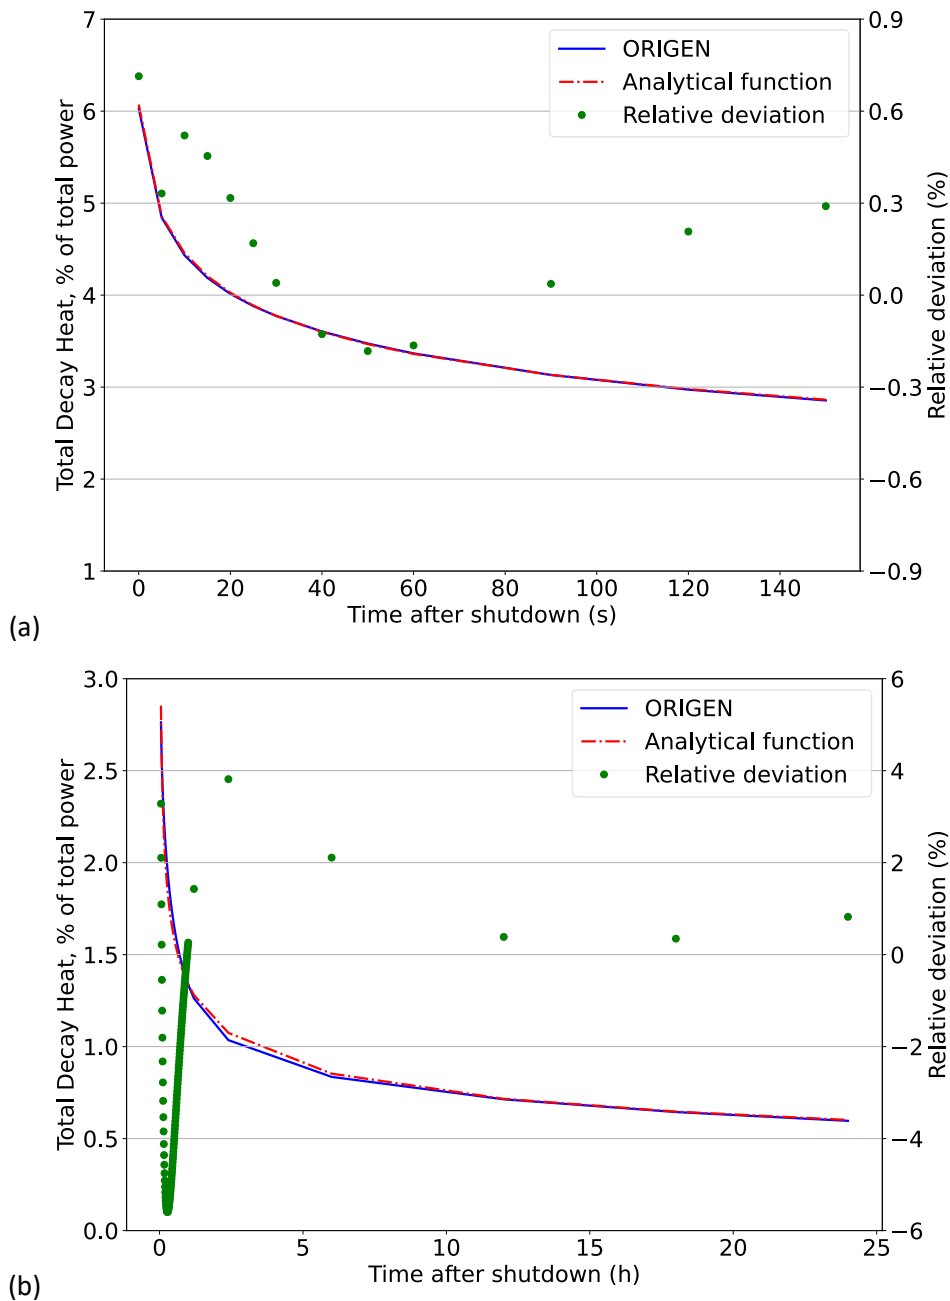 7
6
5
4
3
2
1
Total Decay Heat, % of total power
0.9
0.6
0.3
0.0
−0.3
−0.6
−0.9
Relative deviation (%)
ORIGEN
Analytical function
Relative deviation
0 20 40 60 80 100 120 140
Time after shutdown (s)
(a)
3.0
2.5
2.0
1.5
1.0
0.5
0.0
Total Decay Heat, % of total power
6
4
2
0
−2
−4
−6
Relative deviation (%)
ORIGEN
Analytical function
Relative deviation
0 5 10 15 20 25
Time after shutdown (h)
(b)